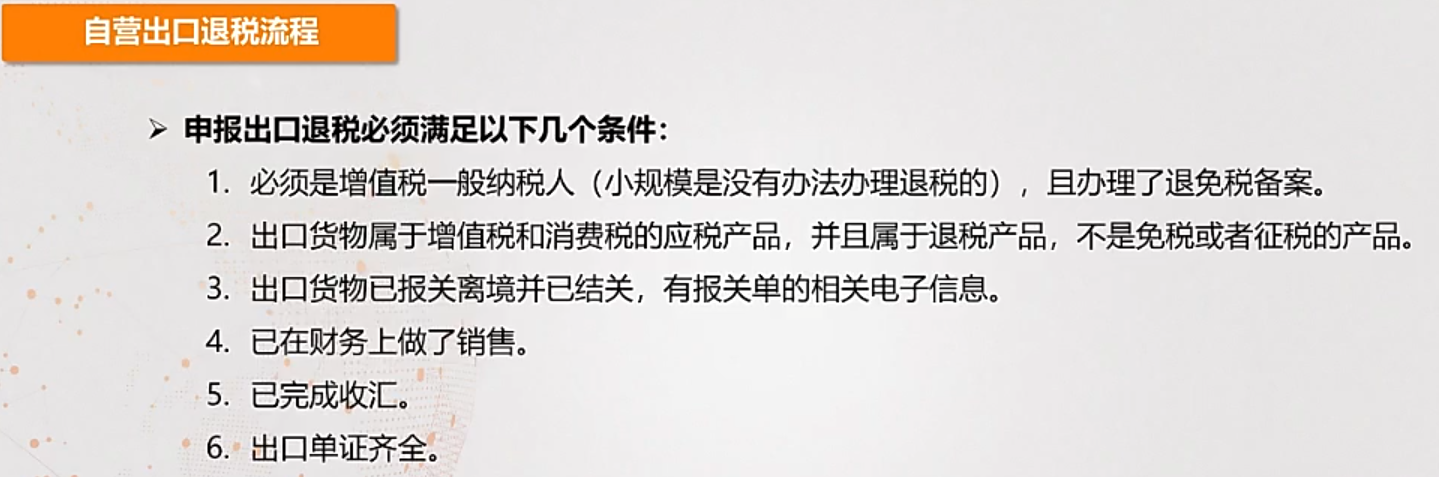 自营出口退税流程
➢ 申报出口退税必须满足以下几个条件：
1. 必须是增值税一般纳税人（小规模是没有办法办理退税的），且办理了退免税备案。
2. 出口货物属于增值税和消费税的应税产品，并且属于退税产品，不是免税或者征税的产品。
3. 出口货物已报关离境并已结关，有报关单的相关电子信息。
4. 已在财务上做了销售。
5. 已完成收汇。
6. 出口单证齐全。